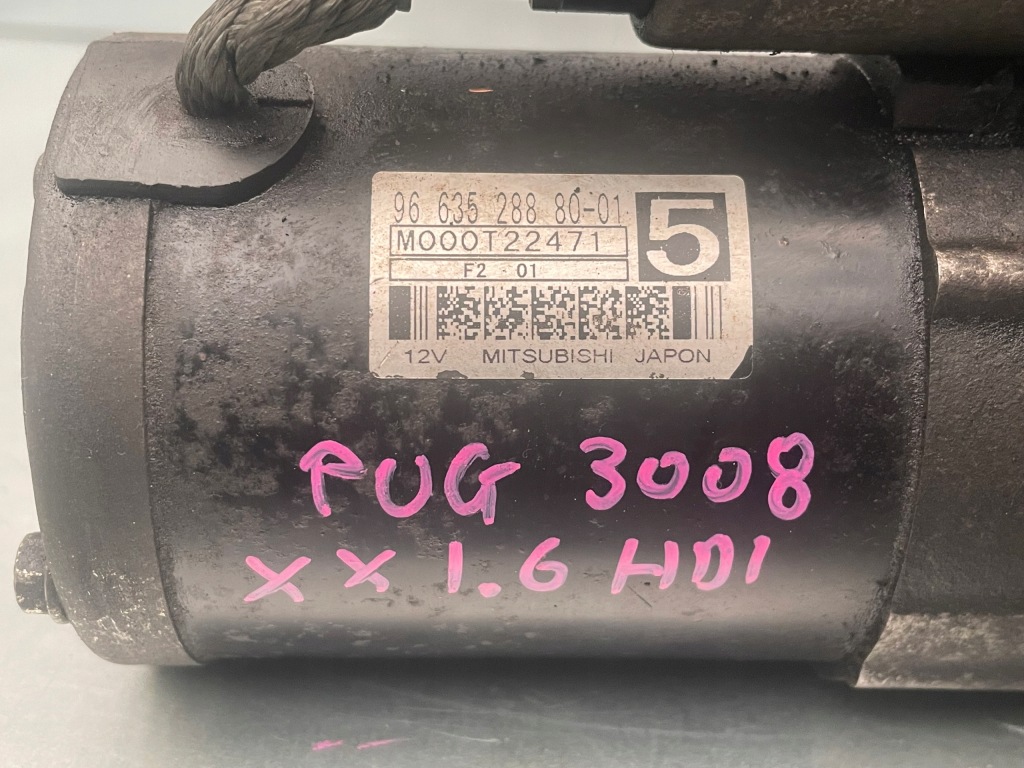 96 635 288 80-01
5
M000T22471
F2 - 01
12V MITSUBISHI JAPON
PUG 3008
XX 1.6 HDI